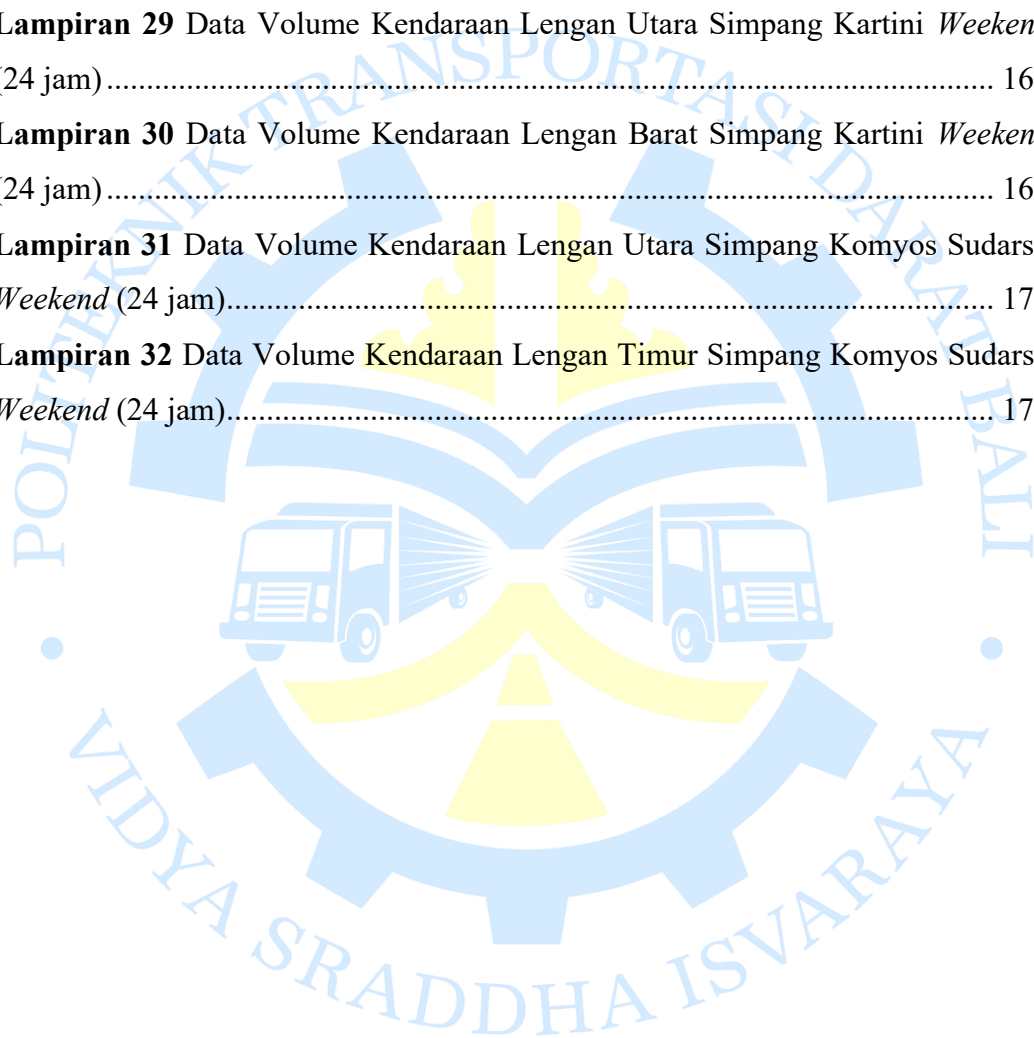 Lampiran 29 Data Volume Kendaraan Lengan Utara Simpang Kartini Weeken
(24 jam) ................................................................................................................ 16
Lampiran 30 Data Volume Kendaraan Lengan Barat Simpang Kartini Weeken
(24 jam) ................................................................................................................ 16
Lampiran 31 Data Volume Kendaraan Lengan Utara Simpang Komyos Sudars
Weekend (24 jam)................................................................................................. 17
Lampiran 32 Data Volume Kendaraan Lengan Timur Simpang Komyos Sudars
Weekend (24 jam)................................................................................................. 17
POLITEKNIK TRANSPORTASI DARAT BALI
VIDYA SRADDHA ISVARAYA